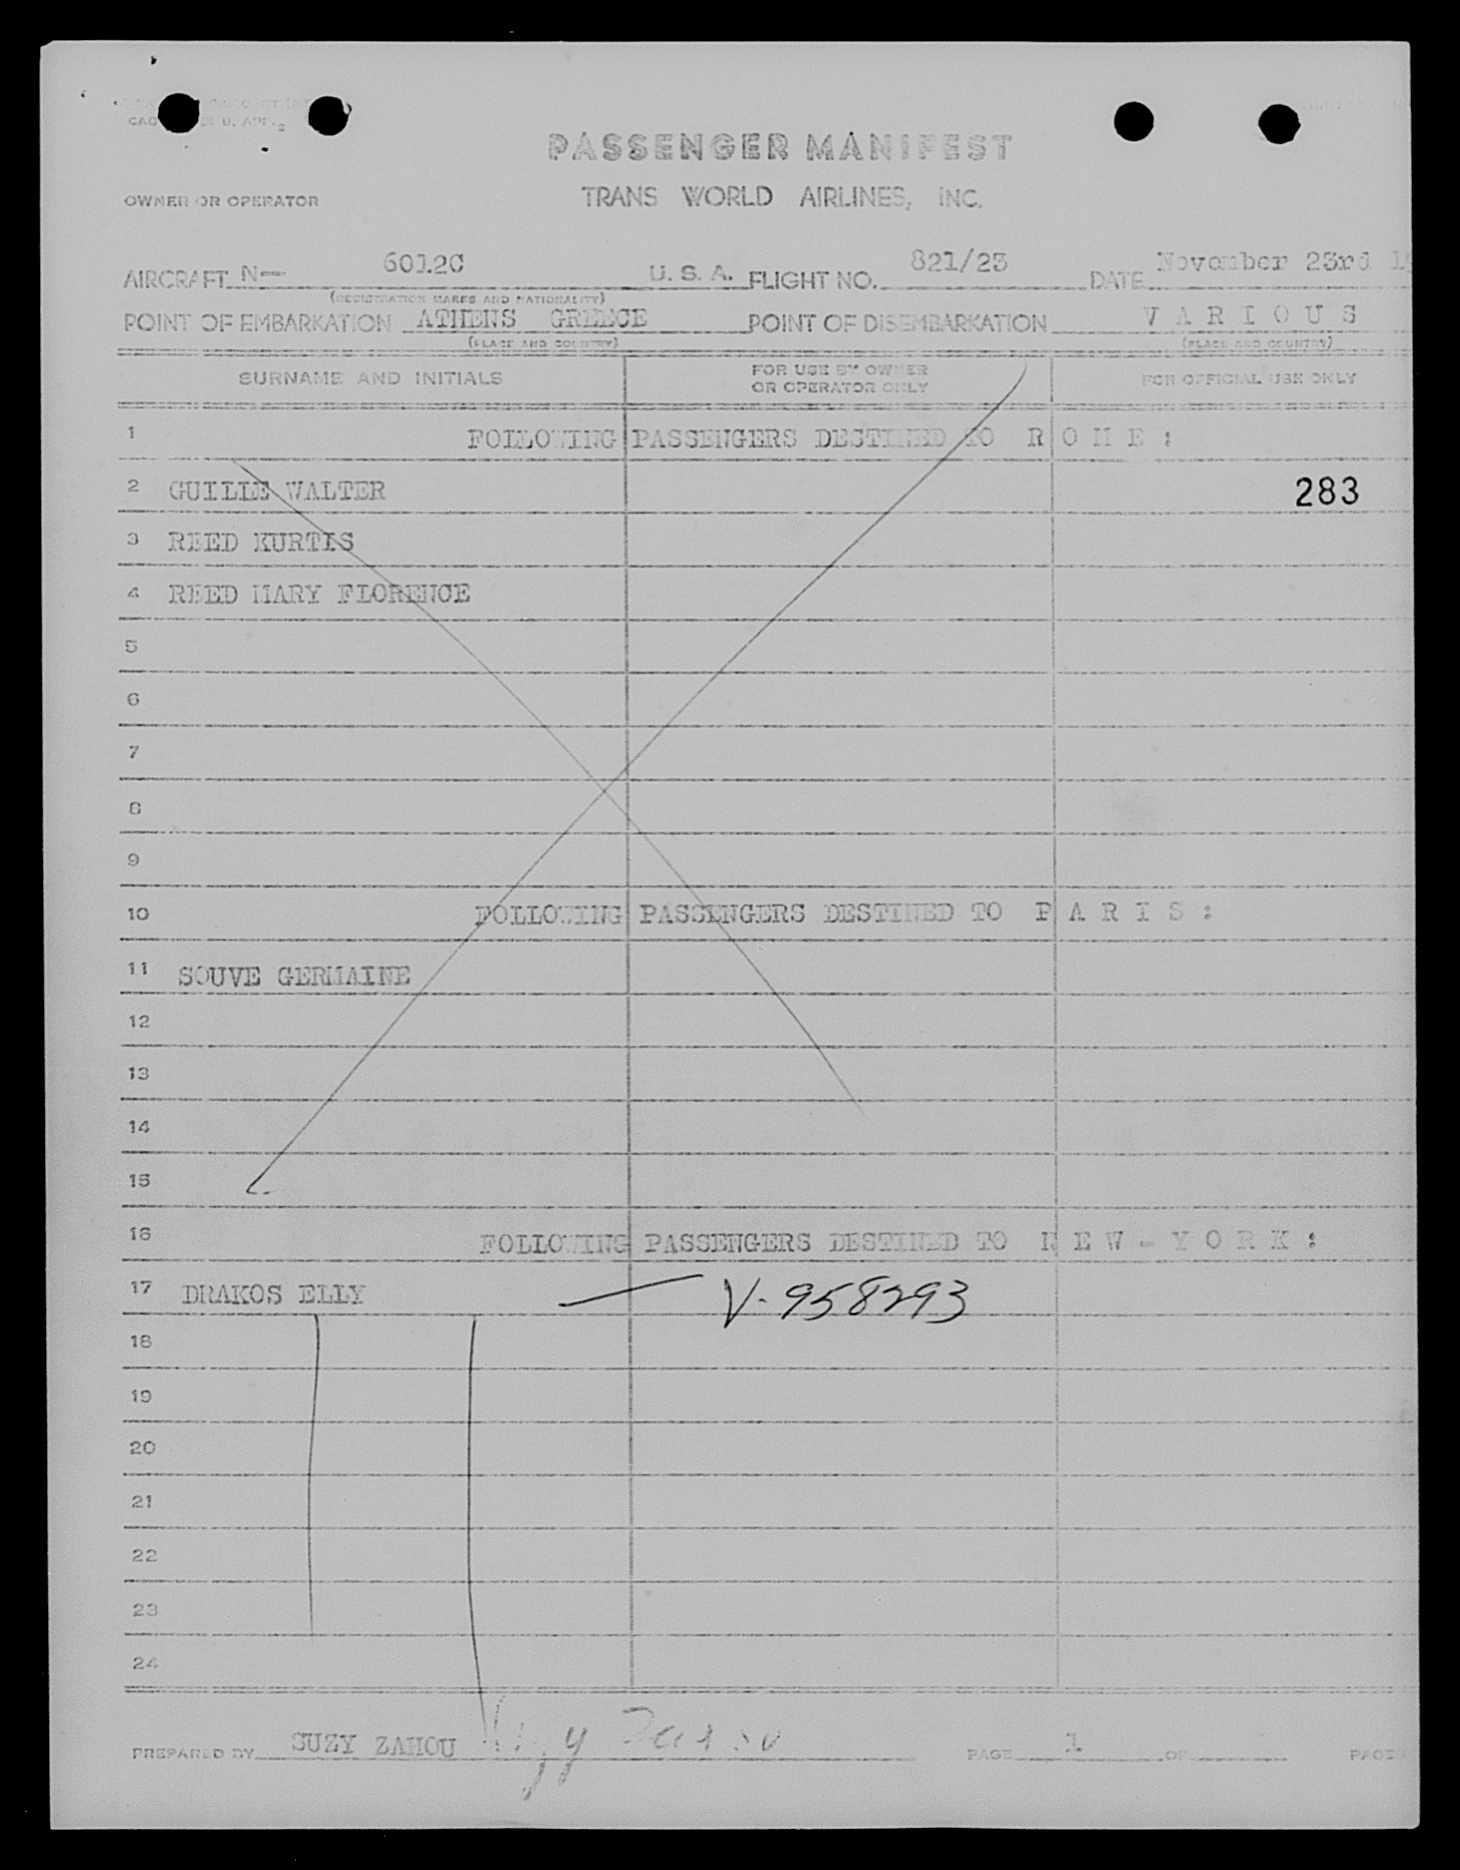 PASSENGER MANIFEST
OWNER OR OPERATOR
TRANS WORLD AIRLINES, INC.
AIRCRAFT N— 6012C U. S. A. FLIGHT NO. 821/23 DATE November 23rd
(REGISTRATION MARKS AND NATIONALITY)
POINT OF EMBARKATION ATHENS GREECE POINT OF DISEMBARKATION V A R I O U S
(PLACE AND COUNTRY) (PLACE AND COUNTRY)
SURNAME AND INITIALS FOR USE BY OWNER OR OPERATOR ONLY FOR OFFICIAL USE ONLY
1 FOLLOWING PASSENGERS DESTINED TO R O M E :
2 GUILLE WALTER 283
3 REED KURTIS
4 REED MARY FLORENCE
5
6
7
8
9
10 FOLLOWING PASSENGERS DESTINED TO P A R I S :
11 SOUVE GERMAINE
12
13
14
15
16 FOLLOWING PASSENGERS DESTINED TO N E W - Y O R K :
17 DRAKOS ELLY V-958293
18
19
20
21
22
23
24
PREPARED BY SUZY ZAHOU PAGE 1 OF PAGE